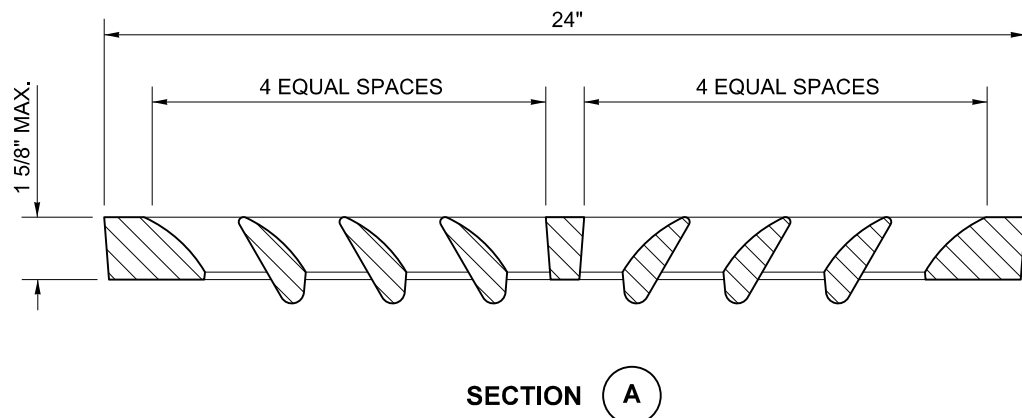 24"
4 EQUAL SPACES
4 EQUAL SPACES
1 5/8" MAX.
SECTION A